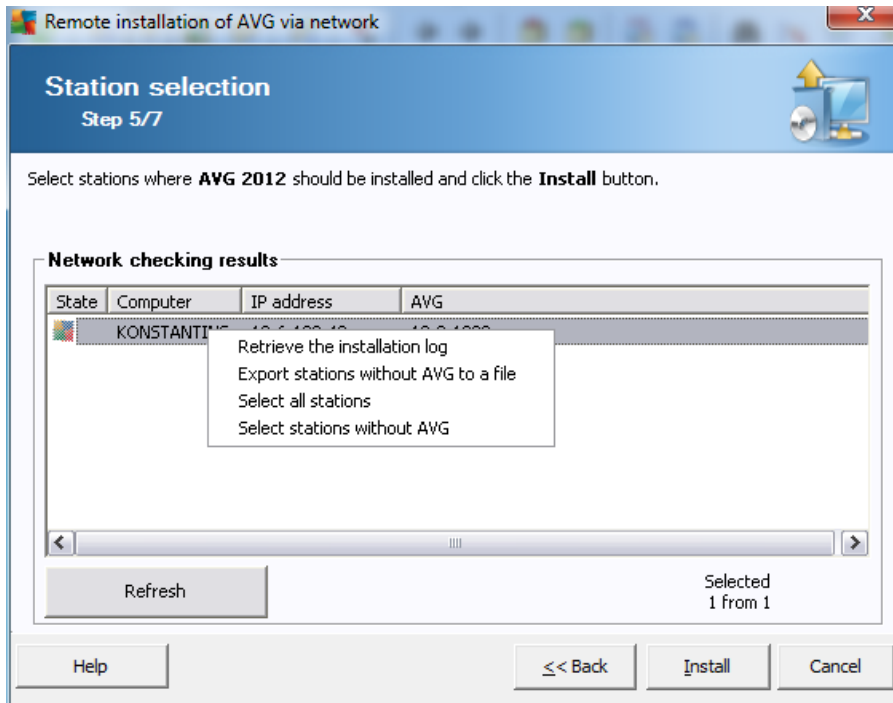 Remote installation of AVG via network
Station selection
Step 5/7
Select stations where AVG 2012 should be installed and click the Install button.
Network checking results
State Computer IP address AVG
Retrieve the installation log
Export stations without AVG to a file
Select all stations
Select stations without AVG
Refresh
Selected
1 from 1
Help
<< Back
Install
Cancel